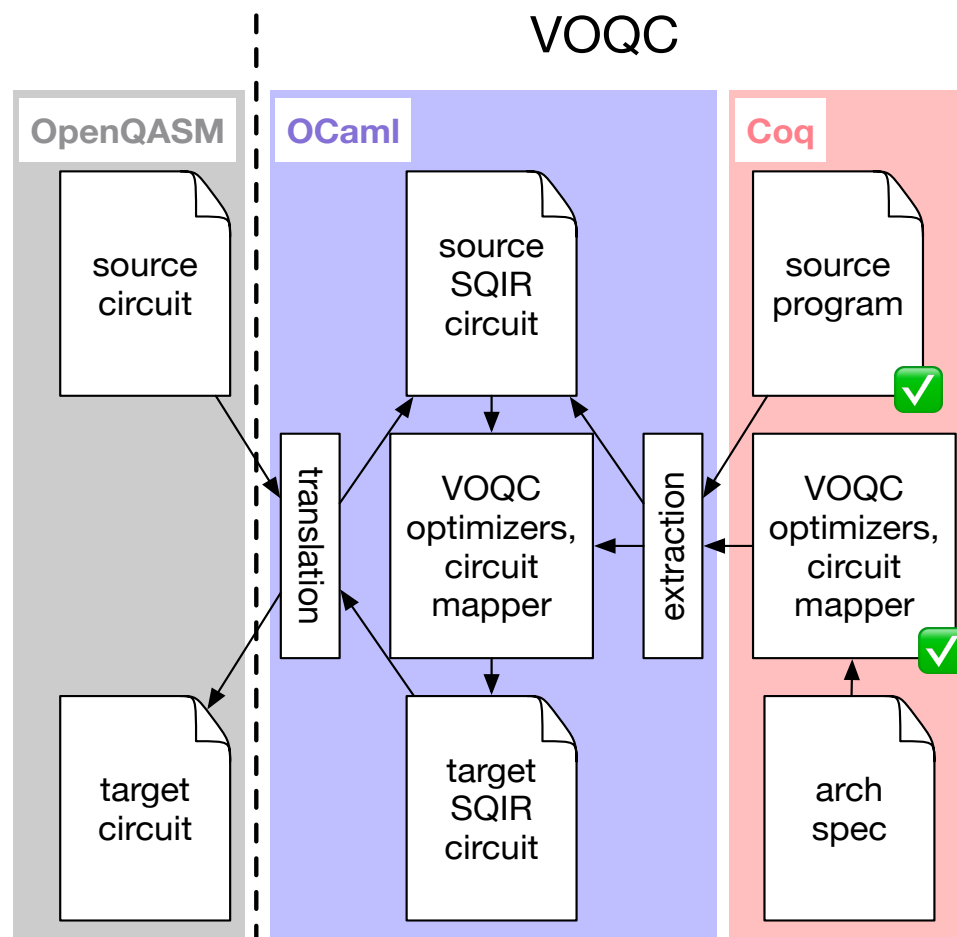 VOQC
OpenQASM
OCaml
Coq
source
circuit
source
SQIR
circuit
source
program
translation
VOQC
optimizers,
circuit
mapper
extraction
VOQC
optimizers,
circuit
mapper
target
circuit
target
SQIR
circuit
arch
spec